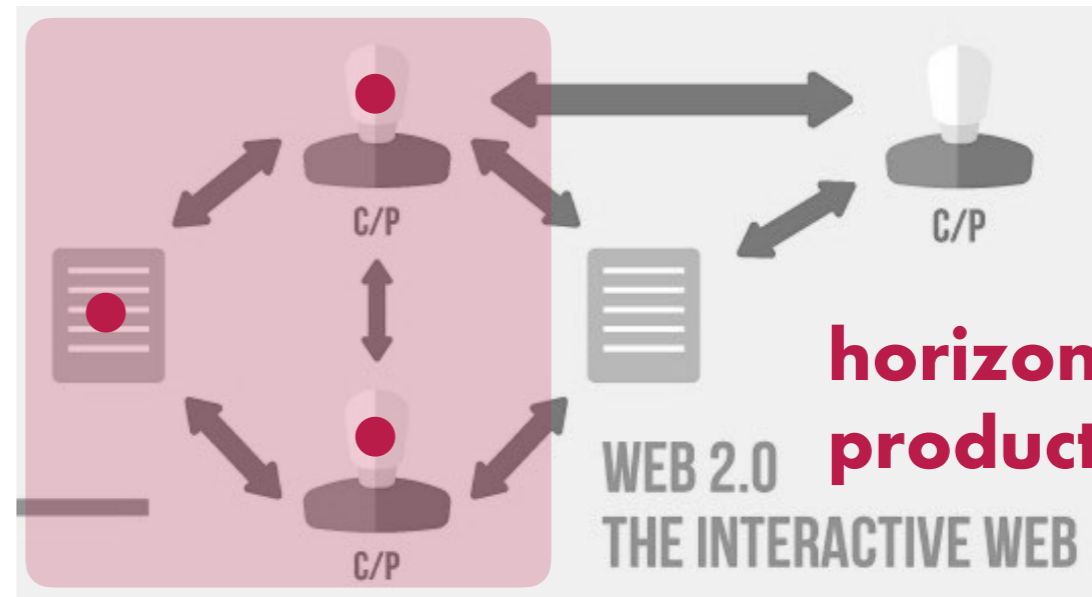 C/P
C/P
C/P
horizon
product
WEB 2.0
THE INTERACTIVE WEB